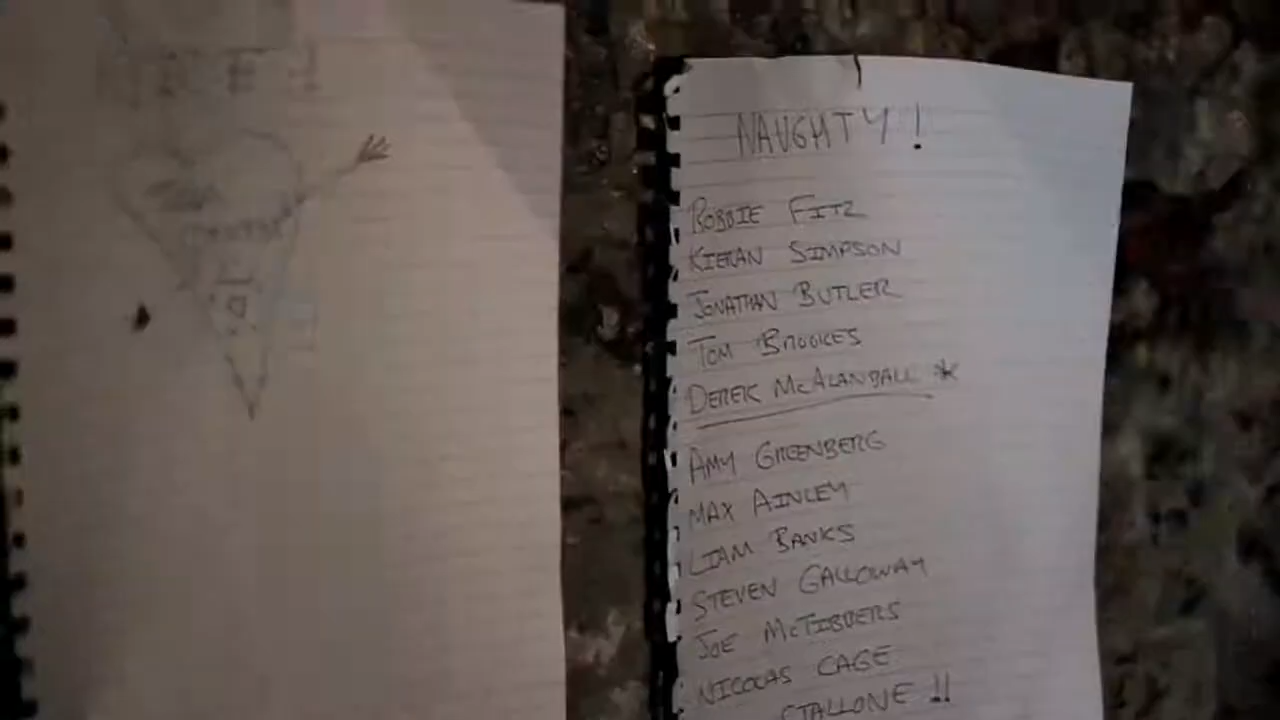 NAUGHTY!
BOBBIE FITZ
KIERAN SIMPSON
JONATHAN BUTLER
TOM BROOKES
DEREK MCALANBALL *
AMY GREENBERG
MAX AINLEY
LIAM BANKS
STEVEN GALLOWAY
JOE MCTIBBERS
NICOLAS CAGE
STALLONE !!